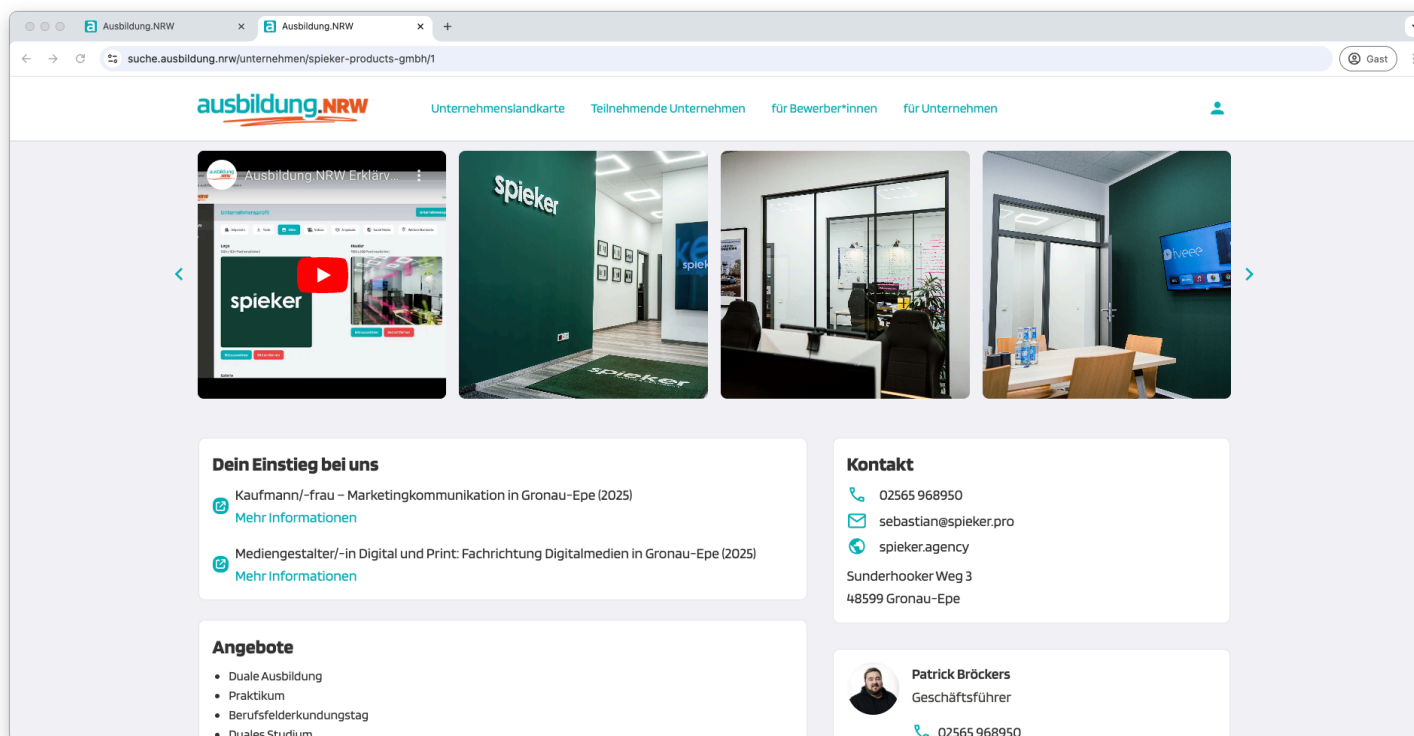 Ausbildung.NRW
Ausbildung.NRW
suche.ausbildung.nrw/unternehmen/spieker-products-gmbh/1
Gast
ausbildung.NRW
Unternehmenslandkarte
Teilnehmende Unternehmen
für Bewerber*innen
für Unternehmen
Ausbildung NRW Erklärv...
Unternehmensprofil
spieker
spieker
spieker
tveee
Dein Einstieg bei uns
Kaufmann/-frau – Marketingkommunikation in Gronau-Epe (2025)
Mehr Informationen
Mediengestalter/-in Digital und Print: Fachrichtung Digitalmedien in Gronau-Epe (2025)
Mehr Informationen
Kontakt
02565 968950
sebastian@spieker.pro
spieker.agency
Sunderhooker Weg 3
48599 Gronau-Epe
Angebote
Duale Ausbildung
Praktikum
Berufsfelderkundungstag
Duales Studium
Patrick Bröckers
Geschäftsführer
02565 968950